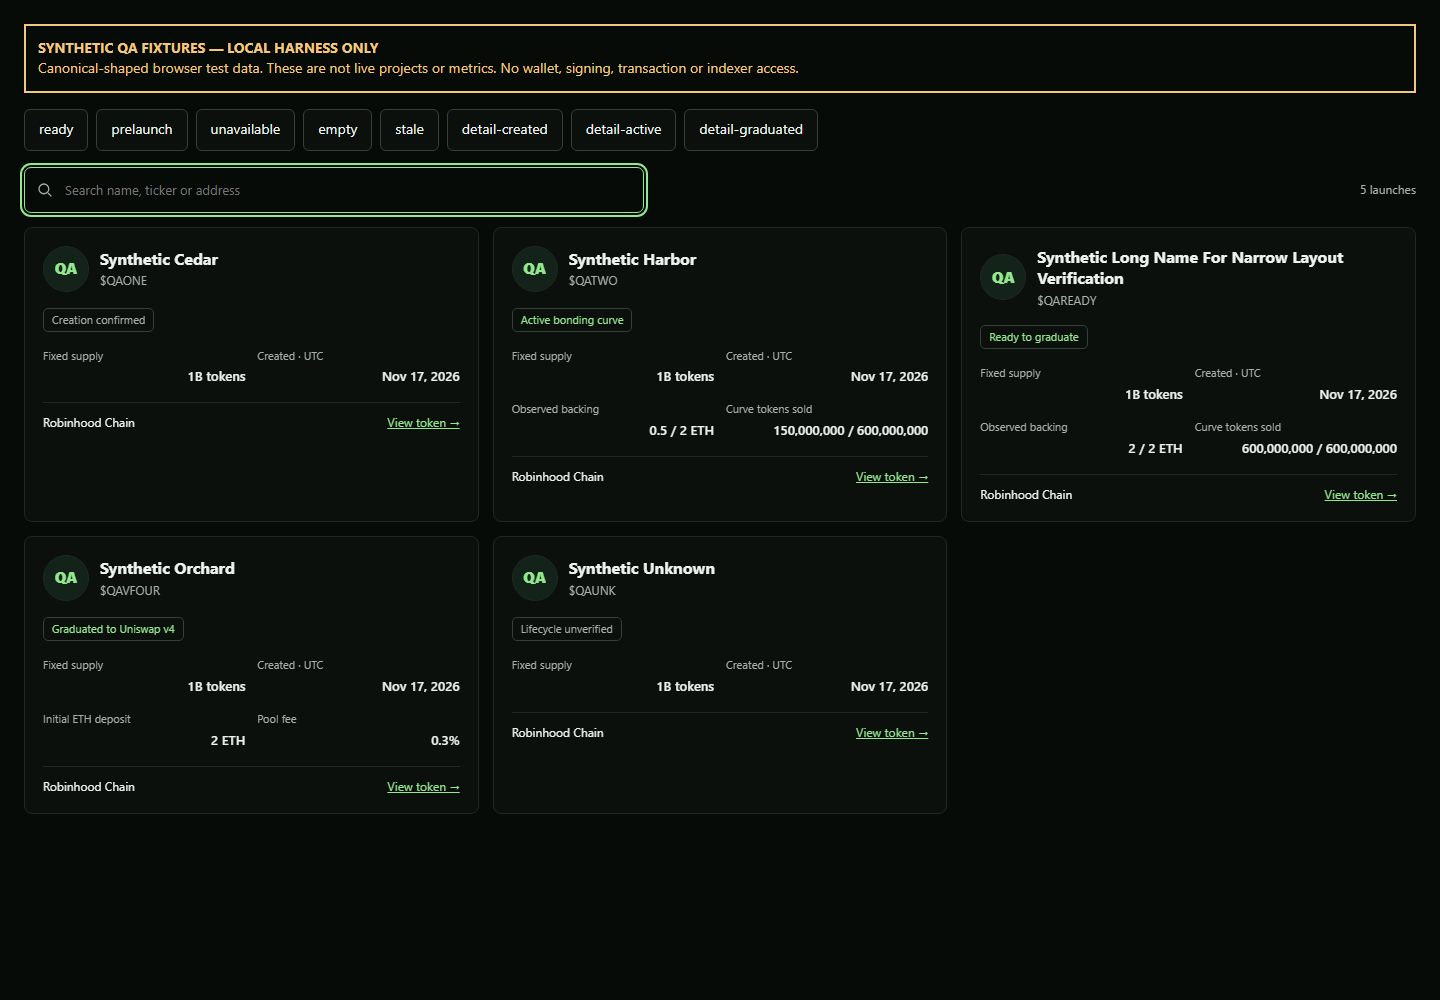 SYNTHETIC QA FIXTURES — LOCAL HARNESS ONLY
Canonical-shaped browser test data. These are not live projects or metrics. No wallet, signing, transaction or indexer access.
ready prelaunch unavailable empty stale detail-created detail-active detail-graduated
Search name, ticker or address
5 launches
QA
Synthetic Cedar
$QAONE
Creation confirmed
Fixed supply Created · UTC
1B tokens Nov 17, 2026
Robinhood Chain View token →
QA
Synthetic Harbor
$QATWO
Active bonding curve
Fixed supply Created · UTC
1B tokens Nov 17, 2026
Observed backing Curve tokens sold
0.5 / 2 ETH 150,000,000 / 600,000,000
Robinhood Chain View token →
QA
Synthetic Long Name For Narrow Layout
Verification
$QAREADY
Ready to graduate
Fixed supply Created · UTC
1B tokens Nov 17, 2026
Observed backing Curve tokens sold
2 / 2 ETH 600,000,000 / 600,000,000
Robinhood Chain View token →
QA
Synthetic Orchard
$QAVFOUR
Graduated to Uniswap v4
Fixed supply Created · UTC
1B tokens Nov 17, 2026
Initial ETH deposit Pool fee
2 ETH 0.3%
Robinhood Chain View token →
QA
Synthetic Unknown
$QAUNK
Lifecycle unverified
Fixed supply Created · UTC
1B tokens Nov 17, 2026
Robinhood Chain View token →